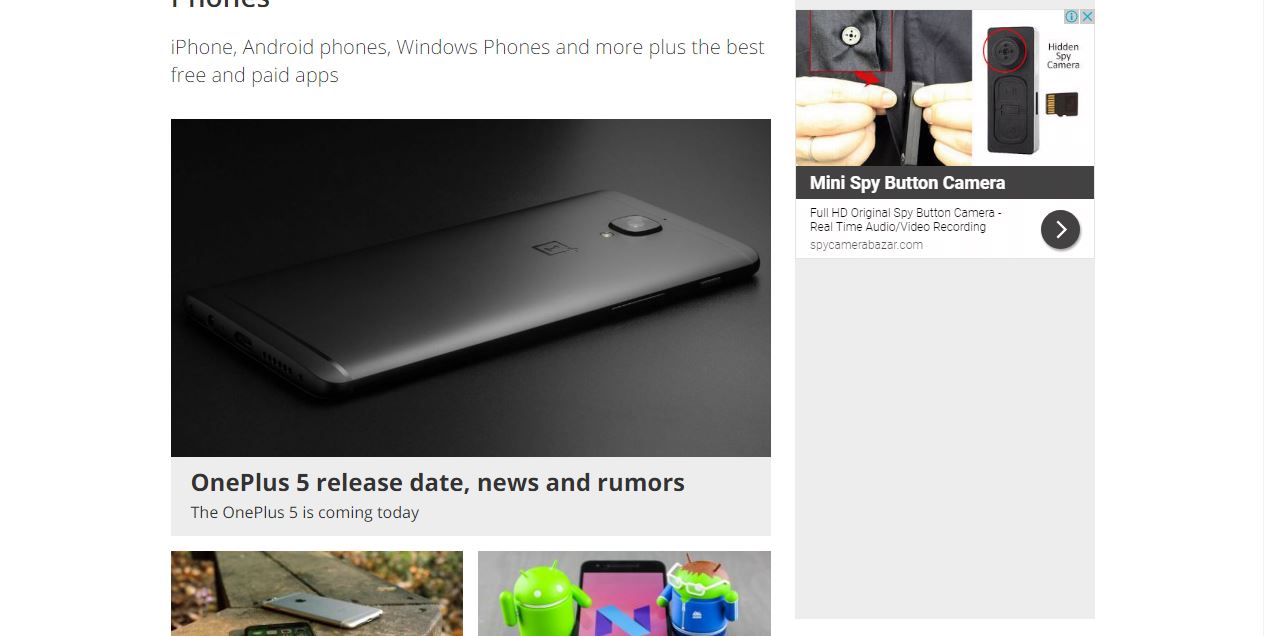 Phones
iPhone, Android phones, Windows Phones and more plus the best
free and paid apps
OnePlus 5 release date, news and rumors
The OnePlus 5 is coming today
Hidden
Spy
Camera
Mini Spy Button Camera
Full HD Original Spy Button Camera -
Real Time Audio/Video Recording
spycamerabazar.com